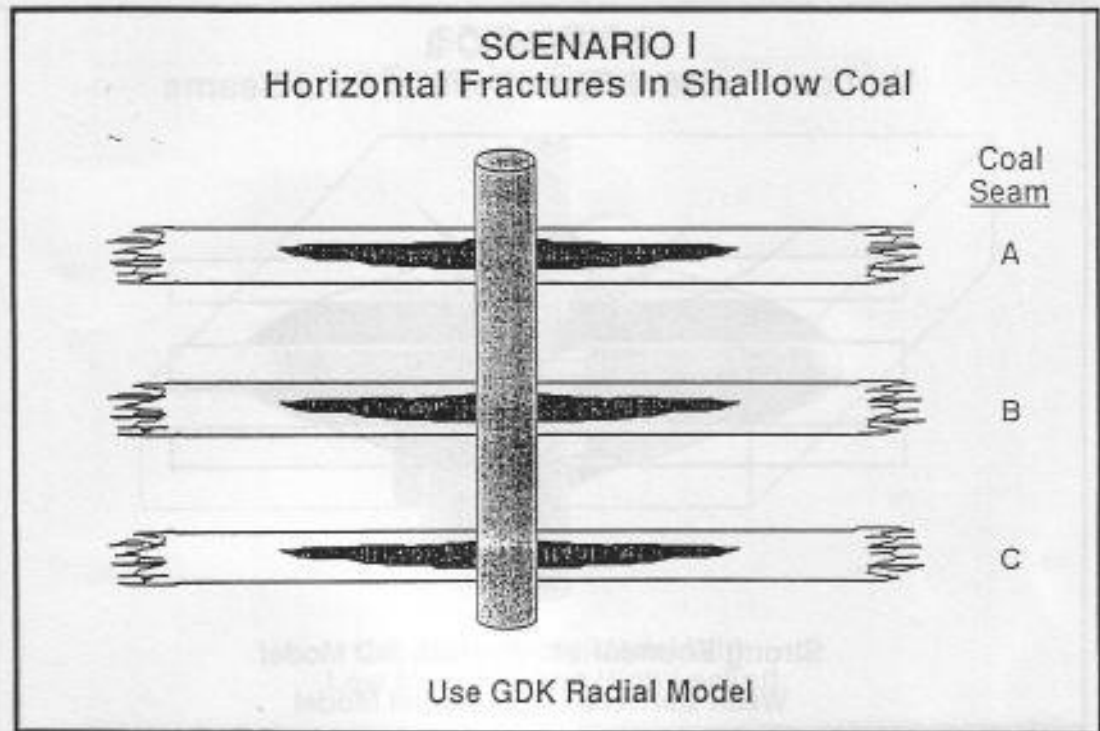 SCENARIO I
Horizontal Fractures In Shallow Coal
Coal
Seam
A
B
C
Use GDK Radial Model